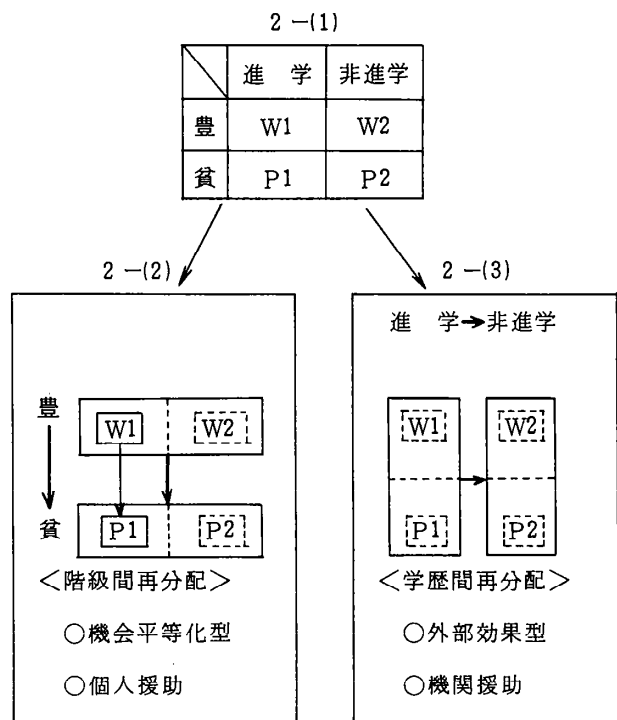 2-(1)
進 学 非進学
豊 W1 W2
貧 P1 P2
2-(2)
豊
W1 W2
貧
P1 P2
<階級間再分配>
○機会平等化型
○個人援助
2-(3)
進 学→非進学
W1 W2
P1 P2
<学歴間再分配>
○外部効果型
○機関援助